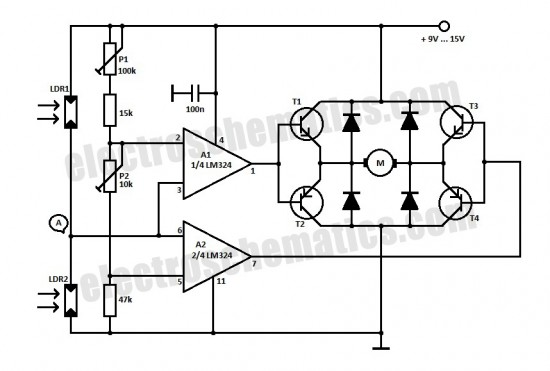 + 9V ... 15V
P1
100k
LDR1
100n
15k
T1
T3
4
2
A1
1/4 LM324
1
M
P2
10k
3
A
T2
T4
6
A2
2/4 LM324
7
LDR2
5
11
47k
electroschematics.com
electroschematics.com